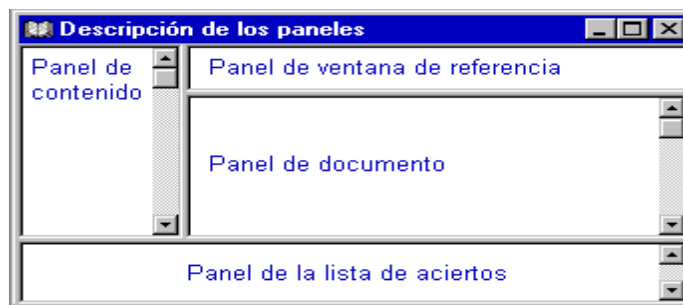 Descripción de los paneles
Panel de
contenido
Panel de ventana de referencia
Panel de documento
Panel de la lista de aciertos